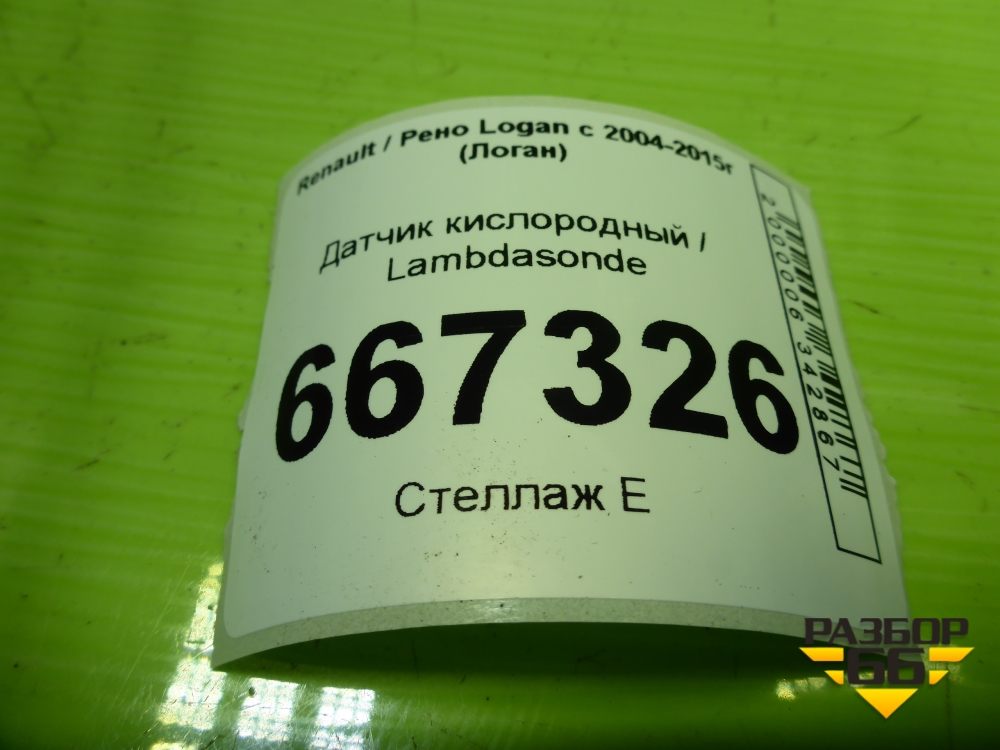 Renault / Рено Logan с 2004-2015г
(Логан)
Датчик кислородный /
Lambdasonde
667326
Стеллаж Е
2000006342867
РАЗБОР
66